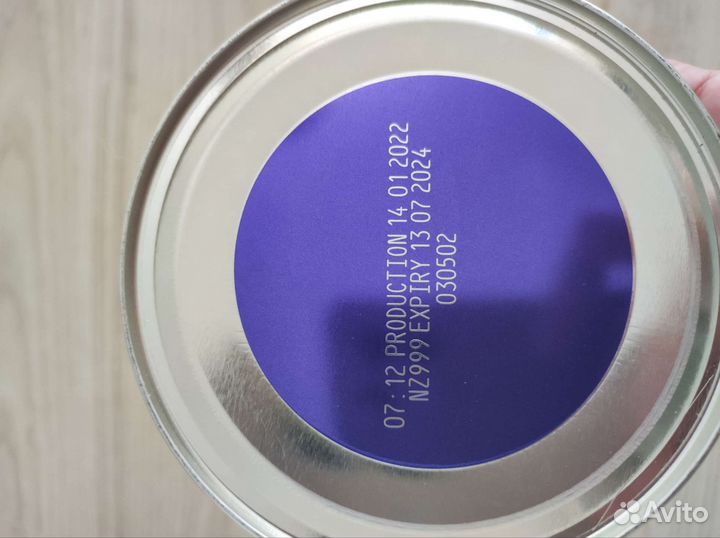 07:12 PRODUCTION 14 01 2022
NZ999 EXPIRY 13 07 2024
030502
Avito